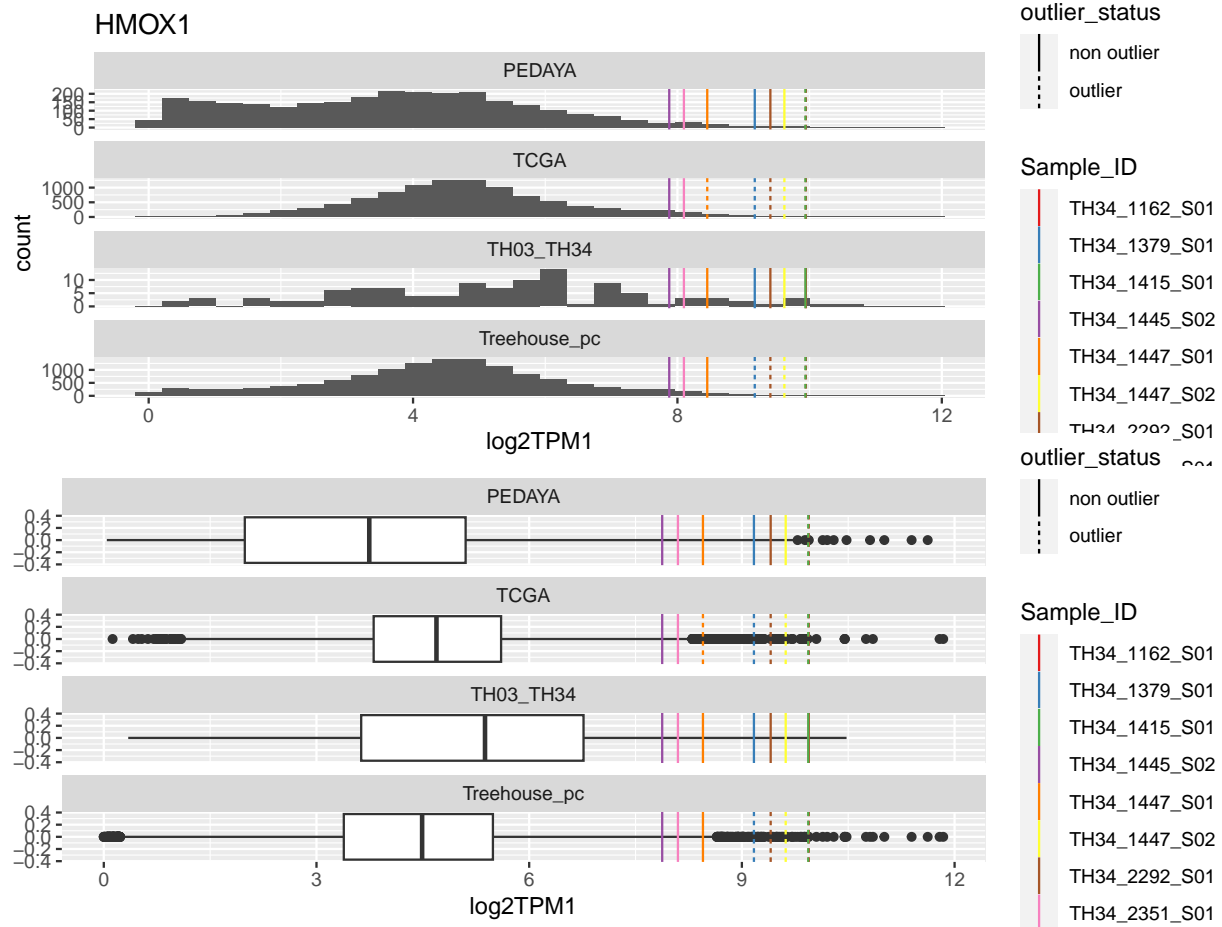 HMOX1
PEDAYA
200
150
100
50
0
TCGA
1000
500
0
TH03_TH34
10
5
0
Treehouse_pc
1000
500
0
0 4 8 12
log2TPM1
count
outlier_status
non outlier
outlier
Sample_ID
TH34_1162_S01
TH34_1379_S01
TH34_1415_S01
TH34_1445_S02
TH34_1447_S01
TH34_1447_S02
TH34_2292_S01
PEDAYA
0.4
0.2
0.0
−0.2
−0.4
TCGA
0.4
0.2
0.0
−0.2
−0.4
TH03_TH34
0.4
0.2
0.0
−0.2
−0.4
Treehouse_pc
0.4
0.2
0.0
−0.2
−0.4
0 3 6 9 12
log2TPM1
outlier_status
non outlier
outlier
Sample_ID
TH34_1162_S01
TH34_1379_S01
TH34_1415_S01
TH34_1445_S02
TH34_1447_S01
TH34_1447_S02
TH34_2292_S01
TH34_2351_S01